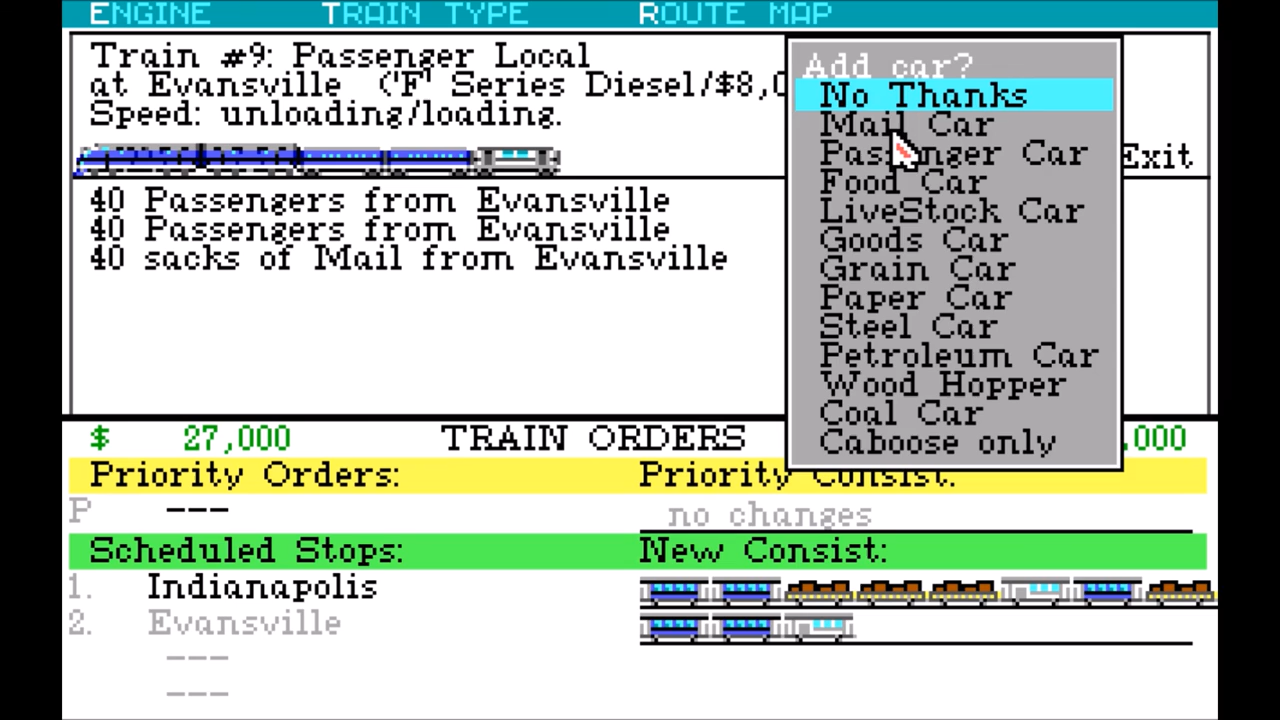 ENGINE TRAIN TYPE ROUTE MAP
Train #9: Passenger Local
at Evansville ('F' Series Diesel/$8,0
Speed: unloading/loading.
40 Passengers from Evansville
40 Passengers from Evansville
40 sacks of Mail from Evansville
Add car?
No Thanks
Mail Car
Passenger Car
Food Car
LiveStock Car
Goods Car
Grain Car
Paper Car
Steel Car
Petroleum Car
Wood Hopper
Coal Car
Caboose only
Exit
$ 27,000 TRAIN ORDERS ,000
Priority Orders: Priority Consist:
P --- no changes
Scheduled Stops: New Consist:
1. Indianapolis
2. Evansville
---
---